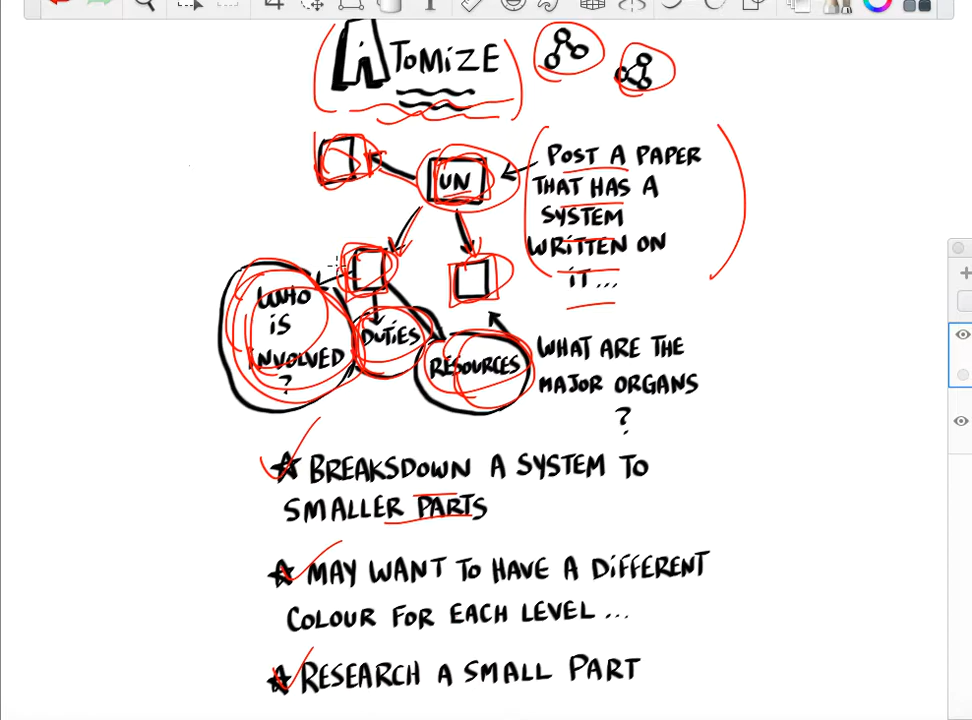 AToMiZE
UN
POST A PAPER
THAT HAS A
SYSTEM
WRiTTEN ON
iT...
WHO
iS
iNVOLVED
?
DUTiES
RESOURCES
WHAT ARE THE
MAJOR ORGANS
?
BREAKSDOWN A SYSTEM TO
SMALLER PARTS
MAY WANT TO HAVE A DiFFERENT
COLOUR FOR EACH LEVEL...
RESEARCH A SMALL PART